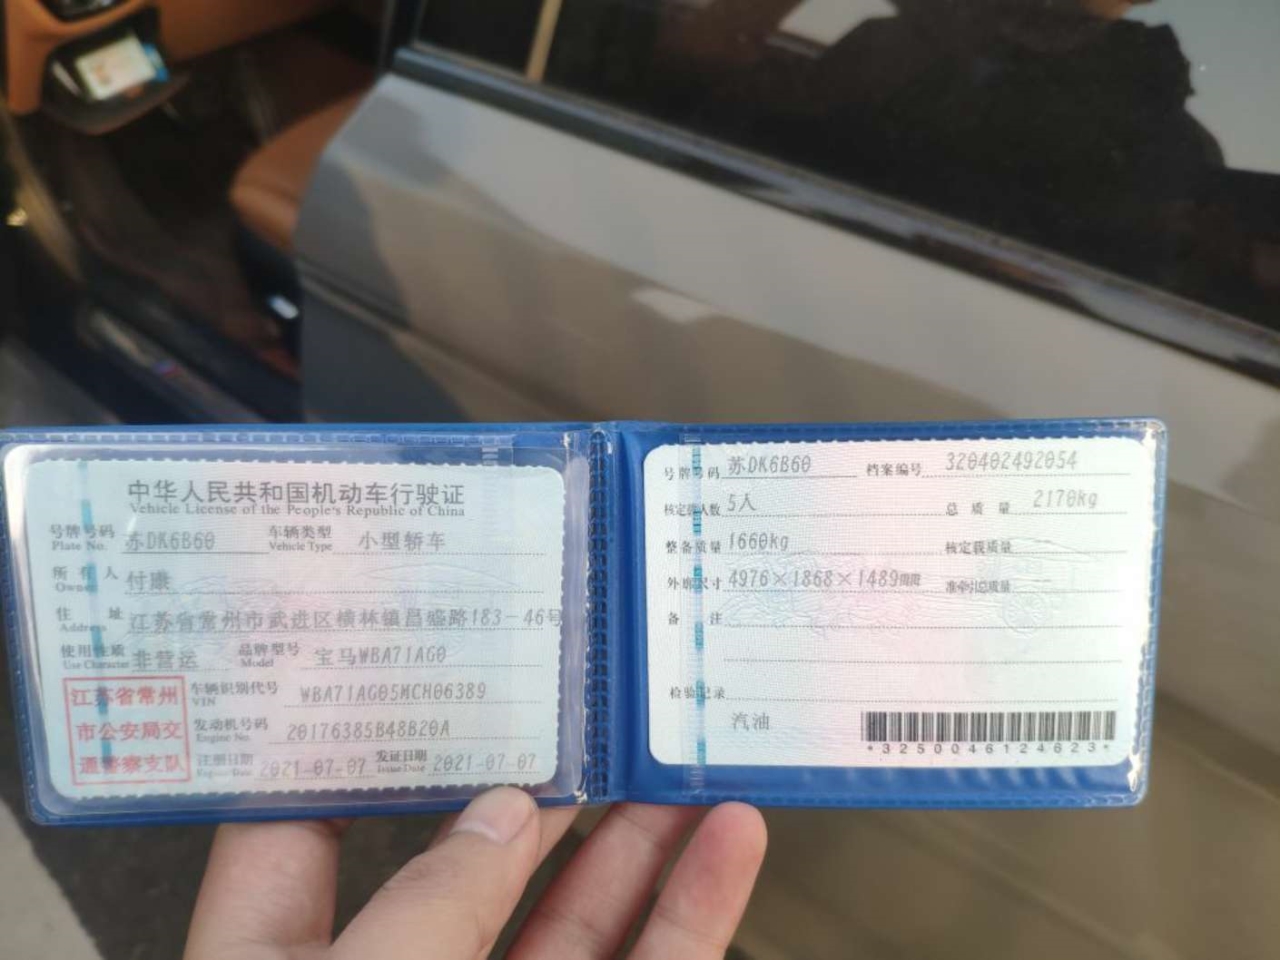 中华人民共和国机动车行驶证
Vehicle License of the People's Republic of China
号牌号码 Plate No. 苏DK6B60 车辆类型 Vehicle Type 小型轿车
所有人 Owner 付赚
住址 Address 江苏省常州市武进区横林镇昌盛路183-46号
使用性质 Use Character 非营运 品牌型号 Model 宝马WBA71AG0
江苏省常州
市公安局交
通警察支队
车辆识别代号 VIN WBA71AG05MCH06389
发动机号码 Engine No. 20176385B48B20A
注册日期 Register Date 2021-07-07 发证日期 Issue Date 2021-07-07
号牌号码 苏DK6B60 档案编号 320402492054
核定载人数 5人 总质量 2170kg
整备质量 1660kg 核定载质量
外廓尺寸 4976×1868×1489mm 准牵引总质量
备注
检验记录
汽油
*3250046124623*